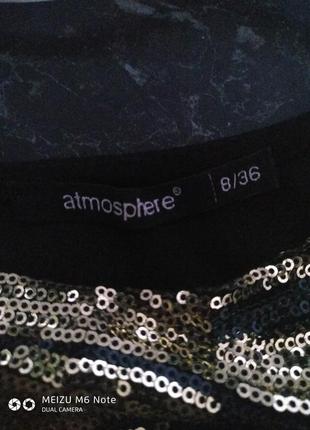 atmosphere® 8/36
MEIZU M6 Note
DUAL CAMERA